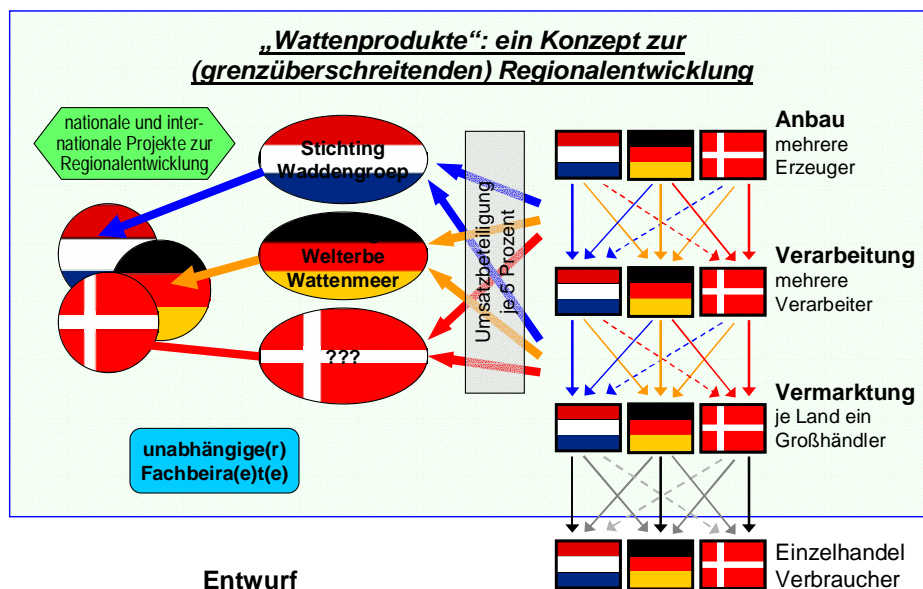 „Wattenprodukte“: ein Konzept zur
(grenzüberschreitenden) Regionalentwicklung
nationale und inter-
nationale Projekte zur
Regionalentwicklung
Stichting
Waddengroep
Welterbe
Wattenmeer
???
Umsatzbeteiligung
je 5 Prozent
Anbau
mehrere
Erzeuger
Verarbeitung
mehrere
Verarbeiter
Vermarktung
je Land ein
Großhändler
unabhängige(r)
Fachbeira(e)t(e)
Einzelhandel
Verbraucher
Entwurf